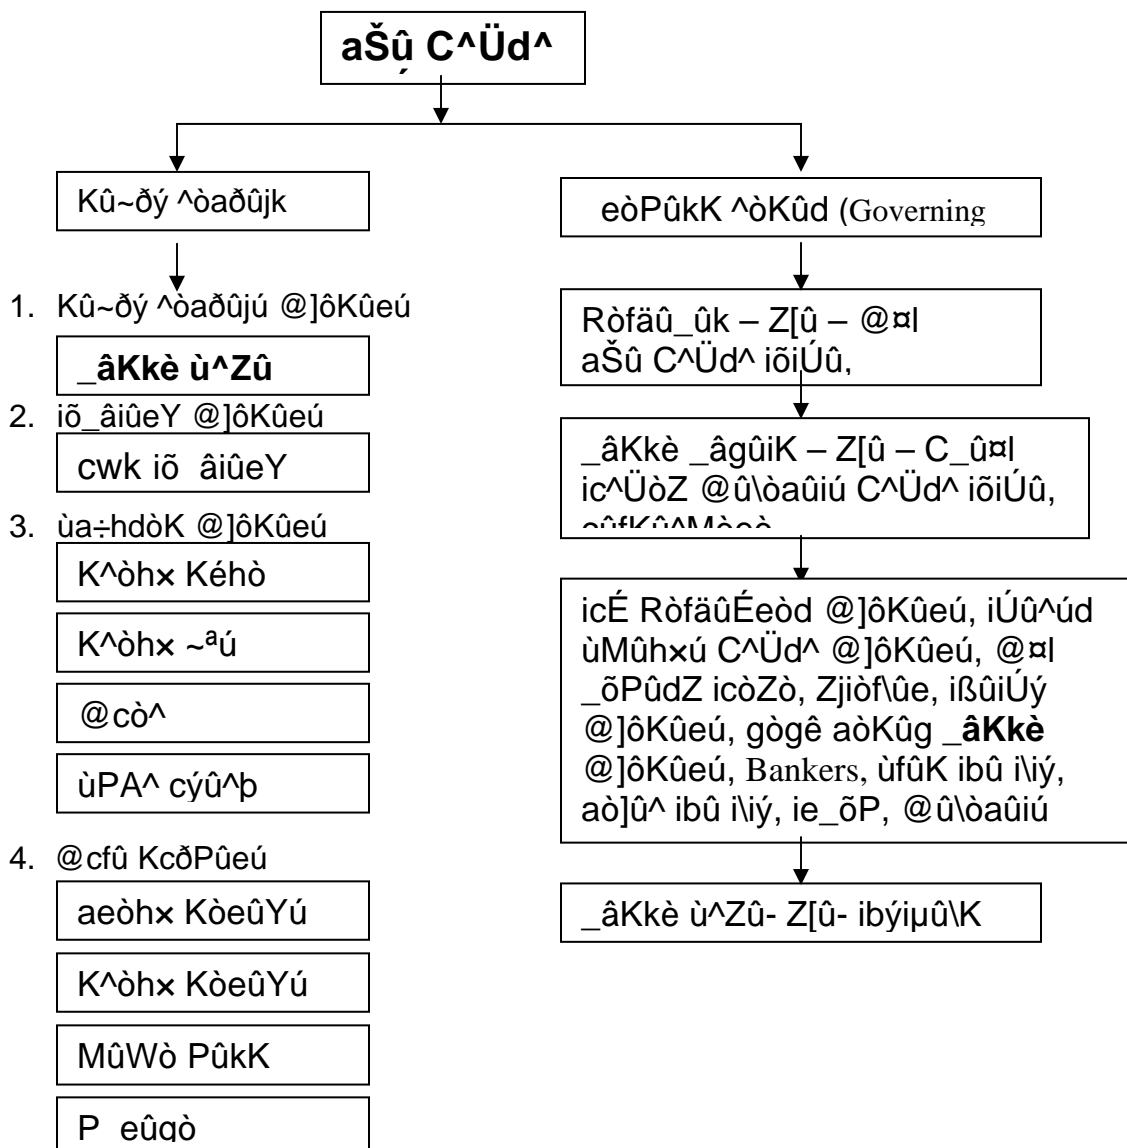 aŠû C^Üd^
Kû~ðý ^òaðûjk
1. Kû~ðý ^òaðûjú @]ôKûeú
_âKkè ù^Zû
2. iõ_âiûeY @]ôKûeú
cwk iõ âiûeY
3. ùa÷hdòK @]ôKûeú
K^òh× Kéhò
K^òh× ~ªú
@cò^
ùPA^ cýû^þ
4. @cfû KcðPûeú
aeòh× KòeûYú
K^òh× KòeûYú
MûWò PûkK
P eûgò
eòPûkK ^òKûd (Governing
Ròfäû_ûk – Z[û – @¤l
aŠû C^Üd^ iõiÚû,
_âKkè _âgûiK – Z[û – C_û¤l
ic^ÜòZ @û\òaûiú C^Üd^ iõiÚû,
icÉ RòfäûÉeòd @]ôKûeú, iÚû^úd
ùMûh×ú C^Üd^ @]ôKûeú, @¤l
_õPûdZ icòZò, Zjiòf\ûe, ißûiÚý
@]ôKûeú, gògê aòKûg _âKkè
@]ôKûeú, Bankers, ùfûK ibû i\iý,
aò]û^ ibû i\iý, ie_õP, @û\òaûiú
_âKkè ù^Zû- Z[û- ibýiµû\K